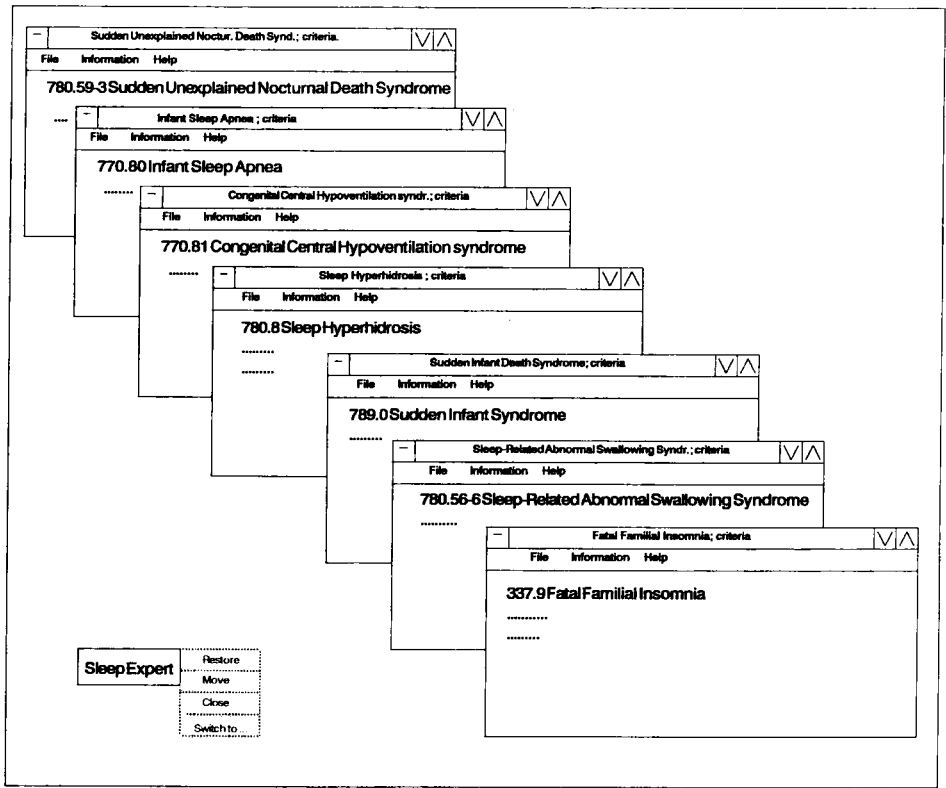 Sudden Unexplained Noctur. Death Synd.; criteria.
File Information Help
780.59-3 Sudden Unexplained Nocturnal Death Syndrome
....
Infant Sleep Apnea ; criteria
File Information Help
770.80 Infant Sleep Apnea
........
Congenital Central Hypoventilation syndr.; criteria
File Information Help
770.81 Congenital Central Hypoventilation syndrome
........
Sleep Hyperhidrosis ; criteria
File Information Help
780.8 Sleep Hyperhidrosis
.........
.........
Sudden Infant Death Syndrome; criteria
File Information Help
789.0 Sudden Infant Syndrome
.........
Sleep-Related Abnormal Swallowing Syndr.; criteria
File Information Help
780.56-6 Sleep-Related Abnormal Swallowing Syndrome
..........
Fatal Familial Insomnia; criteria
File Information Help
337.9 Fatal Familial Insomnia
...........
.........
Sleep Expert
Restore
Move
Close
Switch to ...